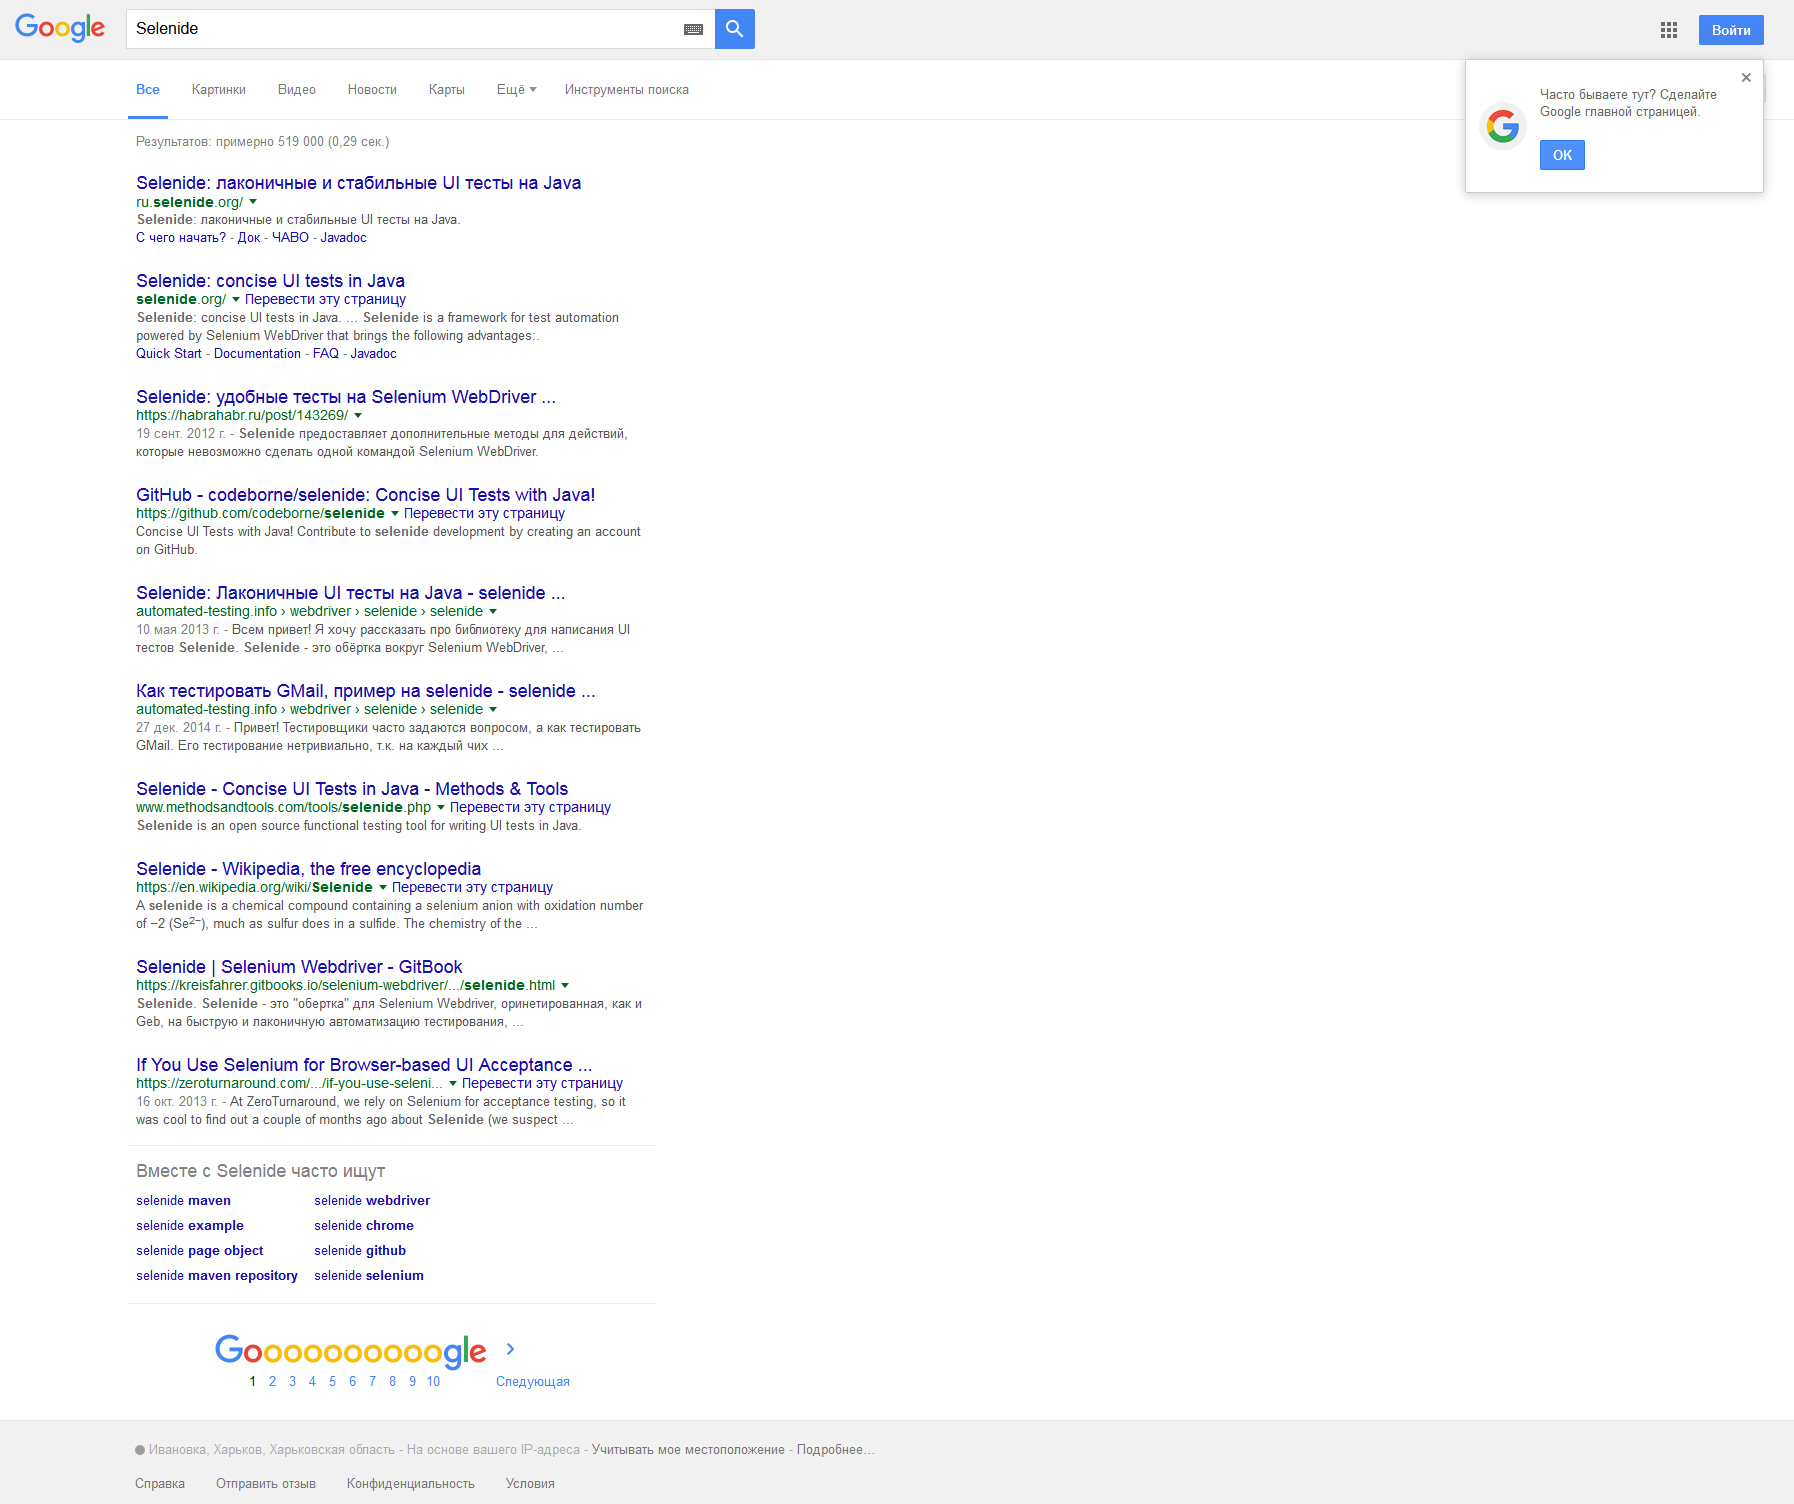 Google
Selenide
Войти
Все Картинки Видео Новости Карты Ещё Инструменты поиска
Часто бываете тут? Сделайте
Google главной страницей.
OK
Результатов: примерно 519 000 (0,29 сек.)
Selenide: лаконичные и стабильные UI тесты на Java
ru.selenide.org/
Selenide: лаконичные и стабильные UI тесты на Java.
С чего начать? - Док - ЧАВО - Javadoc
Selenide: concise UI tests in Java
selenide.org/ Перевести эту страницу
Selenide: concise UI tests in Java. ... Selenide is a framework for test automation
powered by Selenium WebDriver that brings the following advantages:.
Quick Start - Documentation - FAQ - Javadoc
Selenide: удобные тесты на Selenium WebDriver ...
https://habrahabr.ru/post/143269/
19 сент. 2012 г. - Selenide предоставляет дополнительные методы для действий,
которые невозможно сделать одной командой Selenium WebDriver.
GitHub - codeborne/selenide: Concise UI Tests with Java!
https://github.com/codeborne/selenide Перевести эту страницу
Concise UI Tests with Java! Contribute to selenide development by creating an account
on GitHub.
Selenide: Лаконичные UI тесты на Java - selenide ...
automated-testing.info › webdriver › selenide › selenide
10 мая 2013 г. - Всем привет! Я хочу рассказать про библиотеку для написания UI
тестов Selenide. Selenide - это обёртка вокруг Selenium WebDriver, ...
Как тестировать GMail, пример на selenide - selenide ...
automated-testing.info › webdriver › selenide › selenide
27 дек. 2014 г. - Привет! Тестировщики часто задаются вопросом, а как тестировать
GMail. Его тестирование нетривиально, т.к. на каждый чих ...
Selenide - Concise UI Tests in Java - Methods & Tools
www.methodsandtools.com/tools/selenide.php Перевести эту страницу
Selenide is an open source functional testing tool for writing UI tests in Java.
Selenide - Wikipedia, the free encyclopedia
https://en.wikipedia.org/wiki/Selenide Перевести эту страницу
A selenide is a chemical compound containing a selenium anion with oxidation number
of −2 (Se²⁻), much as sulfur does in a sulfide. The chemistry of the ...
Selenide | Selenium Webdriver - GitBook
https://kreisfahrer.gitbooks.io/selenium-webdriver/.../selenide.html
Selenide. Selenide - это "обертка" для Selenium Webdriver, оринетированная, как и
Geb, на быструю и лаконичную автоматизацию тестирования, ...
If You Use Selenium for Browser-based UI Acceptance ...
https://zeroturnaround.com/.../if-you-use-seleni... Перевести эту страницу
16 окт. 2013 г. - At ZeroTurnaround, we rely on Selenium for acceptance testing, so it
was cool to find out a couple of months ago about Selenide (we suspect ...
Вместе с Selenide часто ищут
selenide maven selenide webdriver
selenide example selenide chrome
selenide page object selenide github
selenide maven repository selenide selenium
Goooooooooogle
1 2 3 4 5 6 7 8 9 10 Следующая
Ивановка, Харьков, Харьковская область - На основе вашего IP-адреса - Учитывать мое местоположение - Подробнее...
Справка Отправить отзыв Конфиденциальность Условия